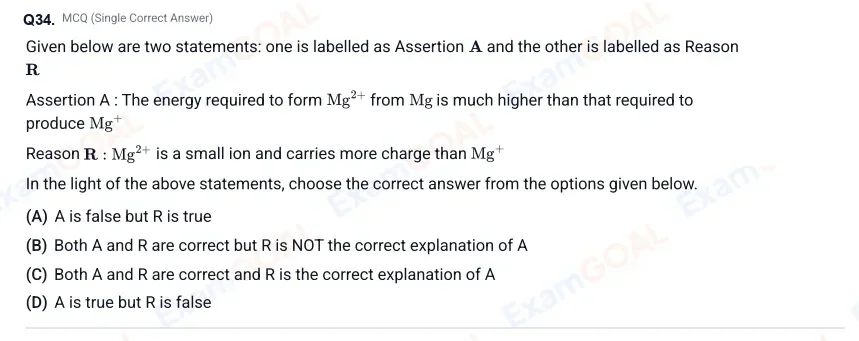 Q34. MCQ (Single Correct Answer)
Given below are two statements: one is labelled as Assertion A and the other is labelled as Reason
R
Assertion A : The energy required to form Mg²⁺ from Mg is much higher than that required to
produce Mg⁺
Reason R : Mg²⁺ is a small ion and carries more charge than Mg⁺
In the light of the above statements, choose the correct answer from the options given below.
(A) A is false but R is true
(B) Both A and R are correct but R is NOT the correct explanation of A
(C) Both A and R are correct and R is the correct explanation of A
(D) A is true but R is false